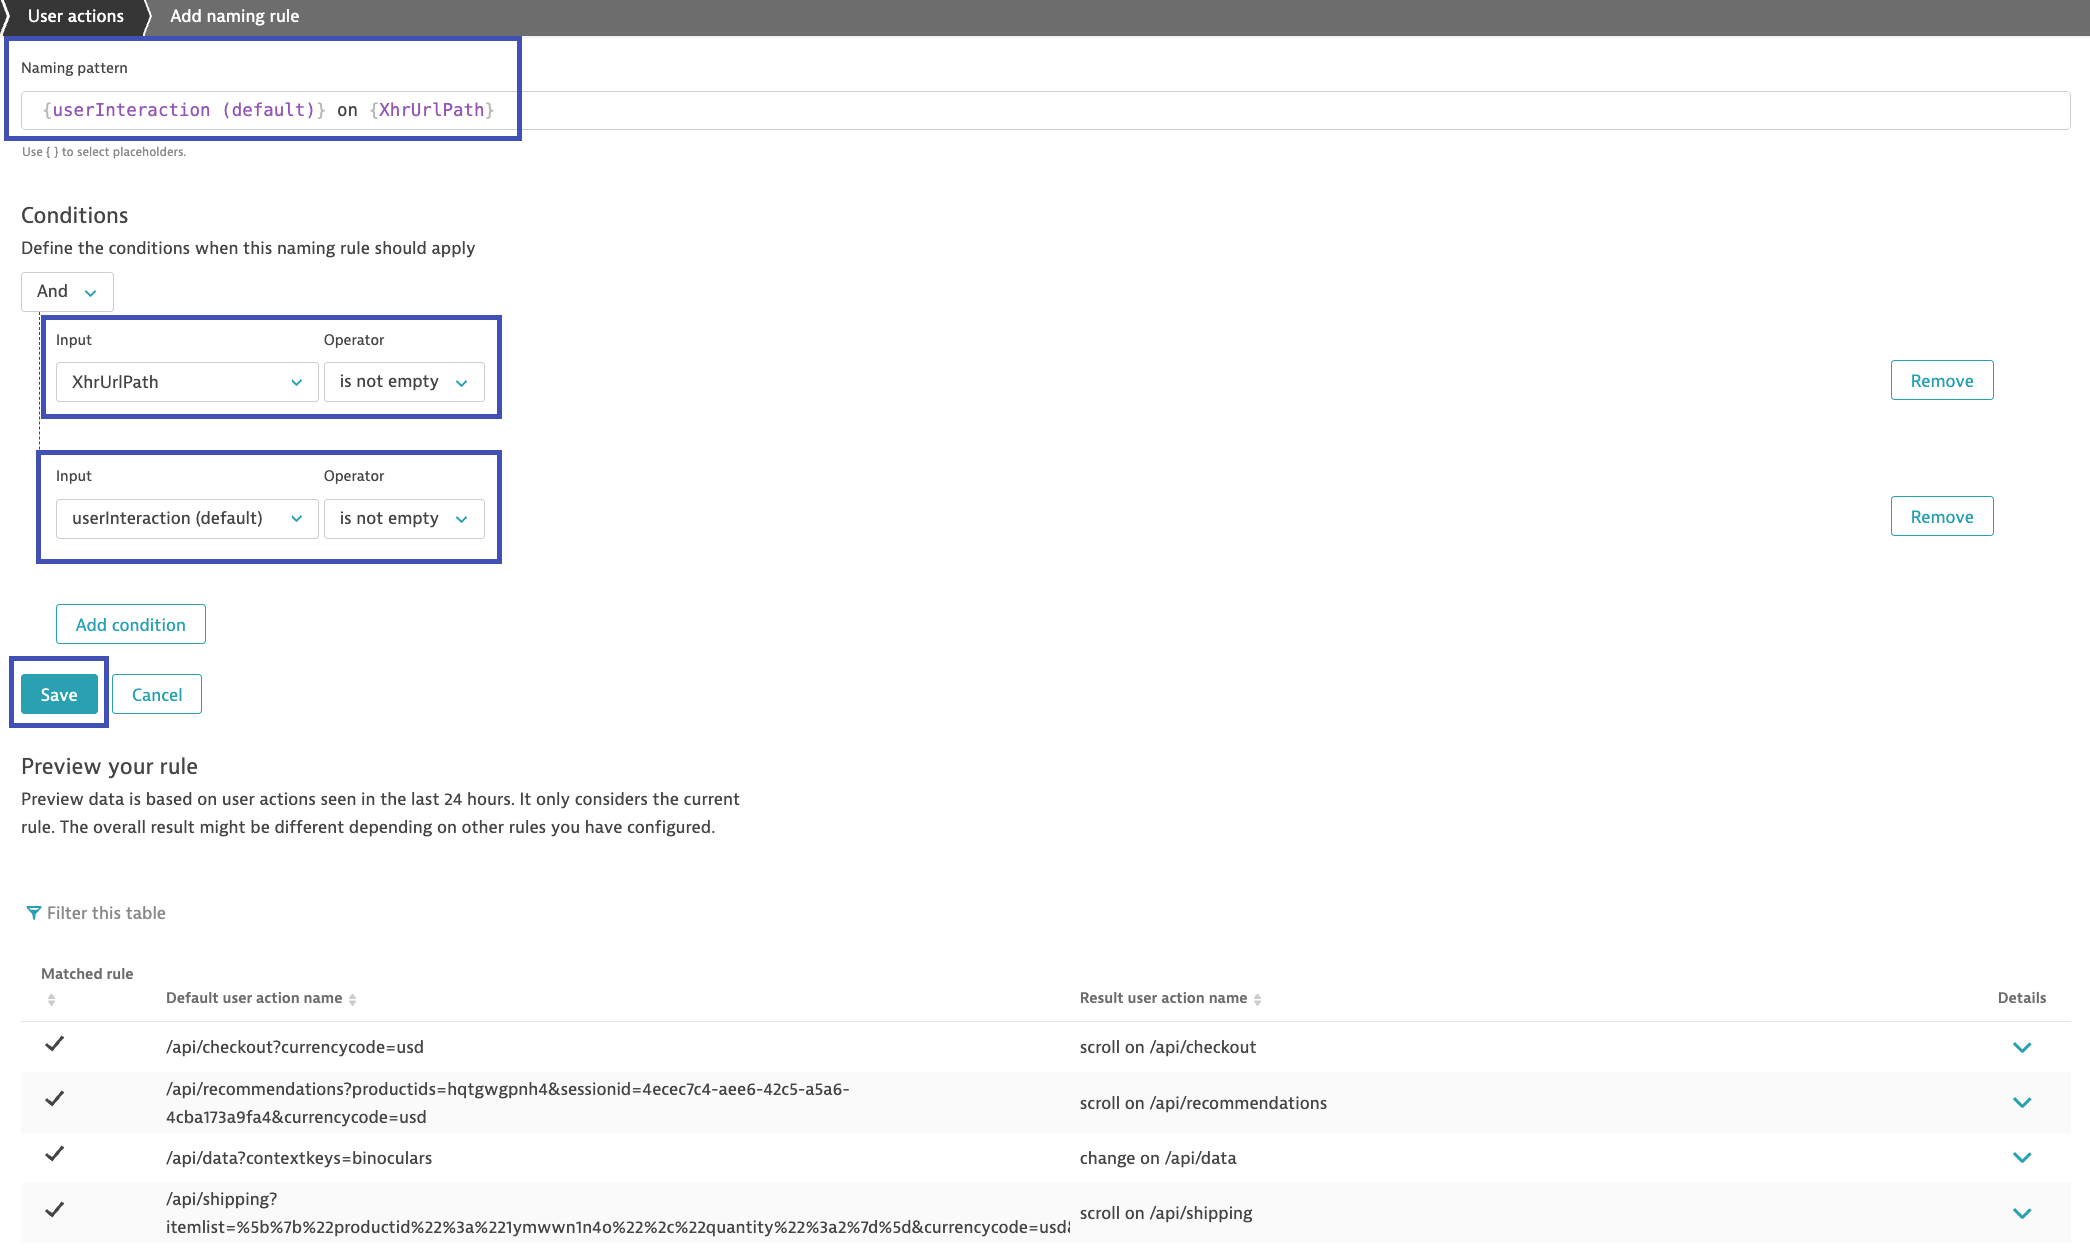 User actions
Add naming rule
Naming pattern
{userInteraction (default)} on {XhrUrlPath}
Use { } to select placeholders.
Conditions
Define the conditions when this naming rule should apply
And
Input Operator
XhrUrlPath is not empty Remove
Input Operator
userInteraction (default) is not empty Remove
Add condition
Save Cancel
Preview your rule
Preview data is based on user actions seen in the last 24 hours. It only considers the current
rule. The overall result might be different depending on other rules you have configured.
Filter this table
Matched rule
Default user action name Result user action name Details
/api/checkout?currencycode=usd scroll on /api/checkout
/api/recommendations?productids=hqtgwgpnh4&sessionid=4ecec7c4-aee6-42c5-a5a6-
4cba173a9fa4&currencycode=usd
scroll on /api/recommendations
/api/data?contextkeys=binoculars change on /api/data
/api/shipping?
itemlist=%5b%7b%22productid%22%3a%221ymwwn1n4o%22%2c%22quantity%22%3a2%7d%5d&currencycode=usd&
scroll on /api/shipping